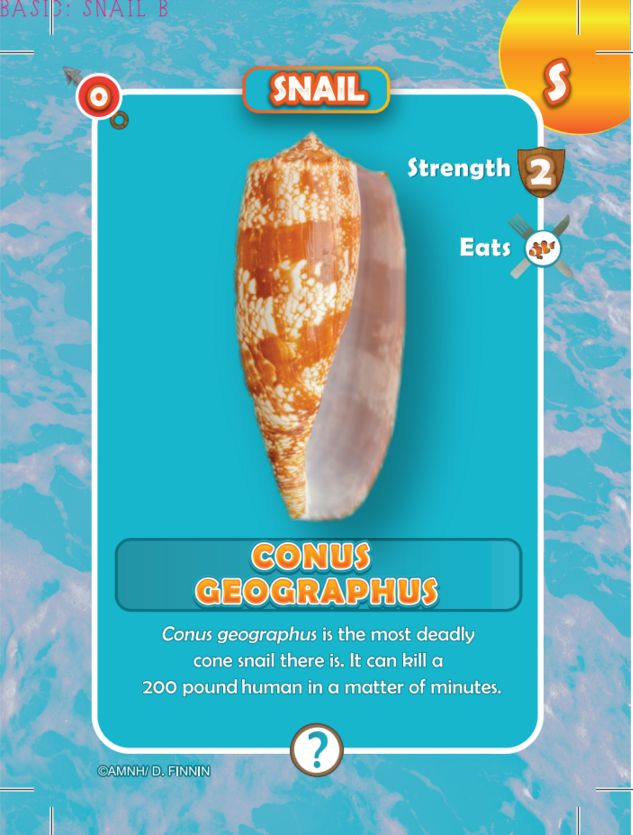 BASIC: SNAIL B
SNAIL
S
Strength 2
Eats
CONUS
GEOGRAPHUS
Conus geographus is the most deadly
cone snail there is. It can kill a
200 pound human in a matter of minutes.
?
©AMNH/ D. FINNIN